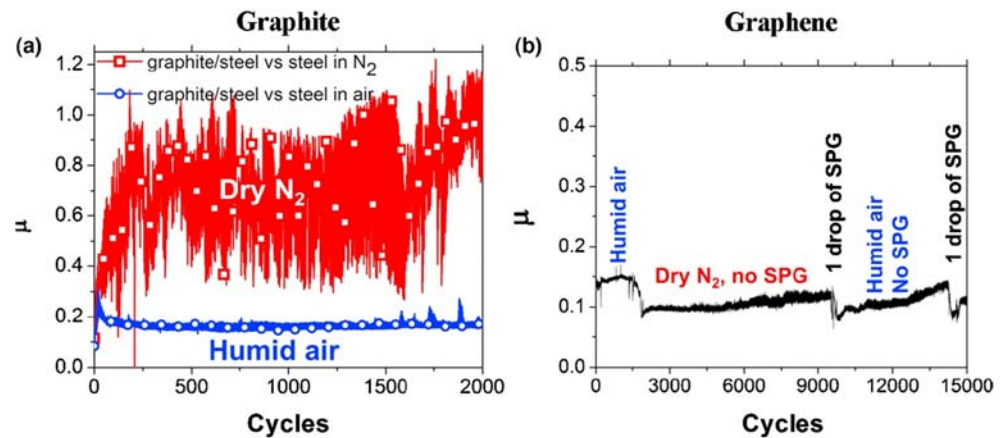 Graphite
(a)
graphite/steel vs steel in N2
graphite/steel vs steel in air
1.2
1.0
0.8
0.6
0.4
0.2
0.0
μ
Dry N2
Humid air
0
500
1000
1500
2000
Cycles
Graphene
(b)
0.5
0.4
0.3
0.2
0.1
0.0
μ
Humid air
Dry N2, no SPG
1 drop of SPG
Humid air
No SPG
1 drop of SPG
0
3000
6000
9000
12000
15000
Cycles